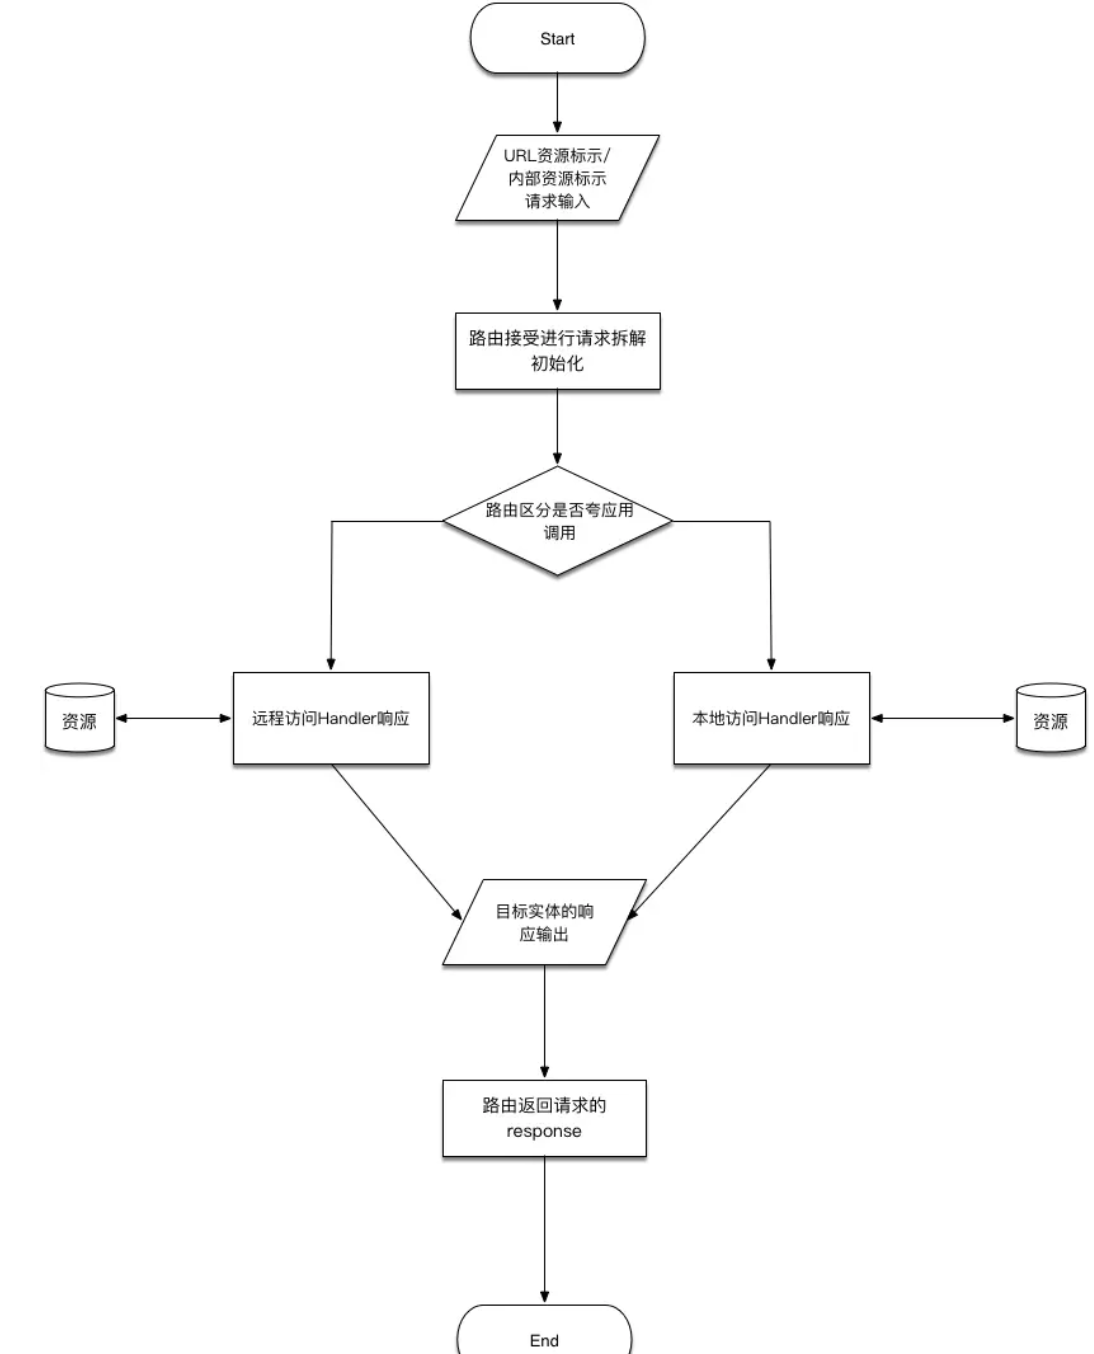 Start
URL资源标示/
内部资源标示
请求输入
路由接受进行请求拆解
初始化
路由区分是否夸应用
调用
资源
远程访问Handler响应
本地访问Handler响应
资源
目标实体的响
应输出
路由返回请求的
response
End